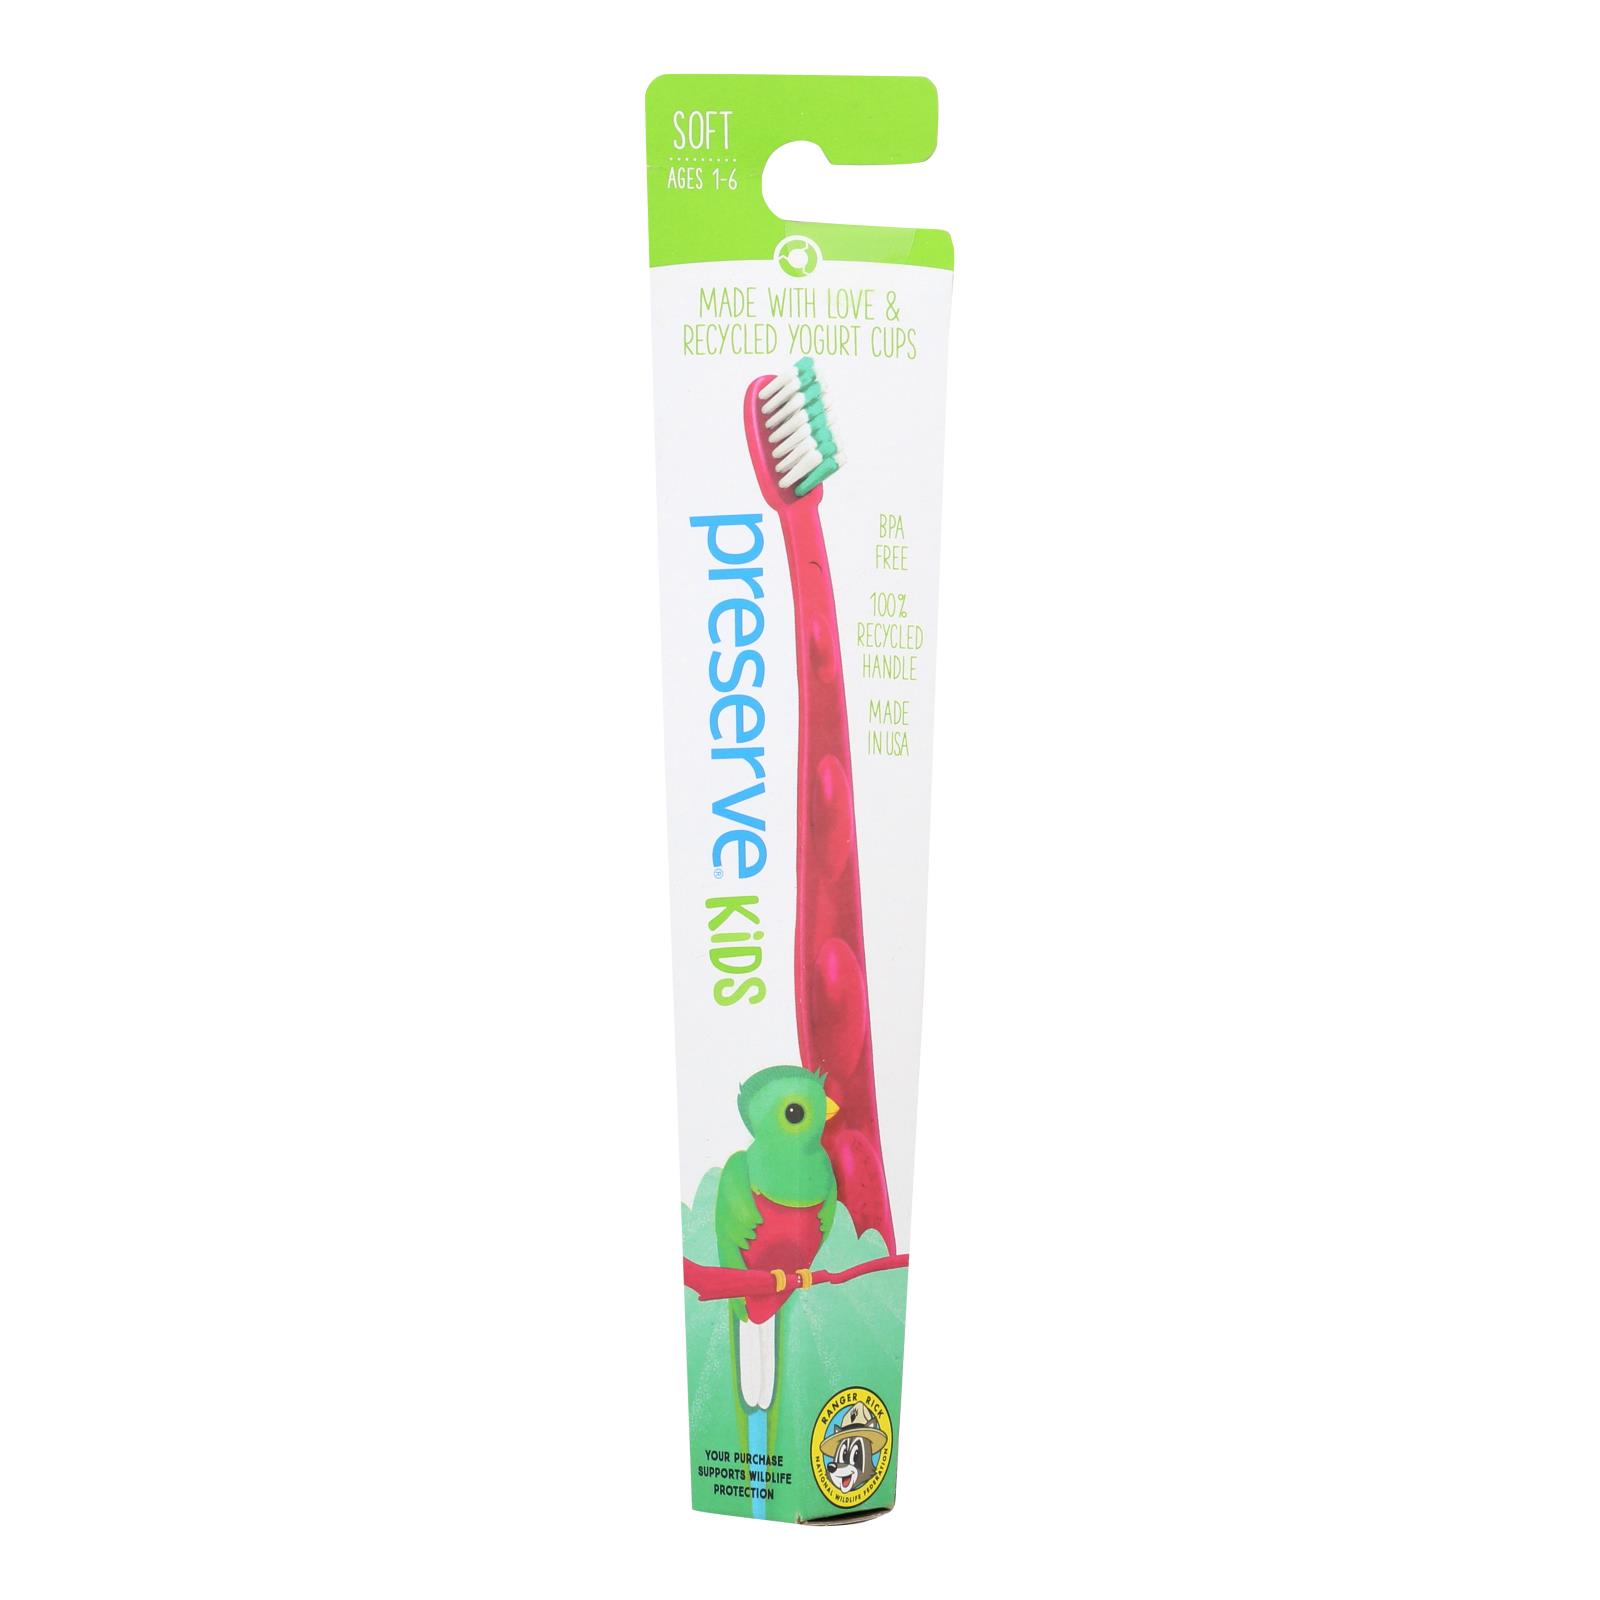 SOFT
AGES 1-6
MADE WITH LOVE &
RECYCLED YOGURT CUPS
preserve® KiDS
BPA
FREE
100%
RECYCLED
HANDLE
MADE
IN USA
YOUR PURCHASE
SUPPORTS WILDLIFE
PROTECTION
RANGER RICK
NATIONAL WILDLIFE FEDERATION